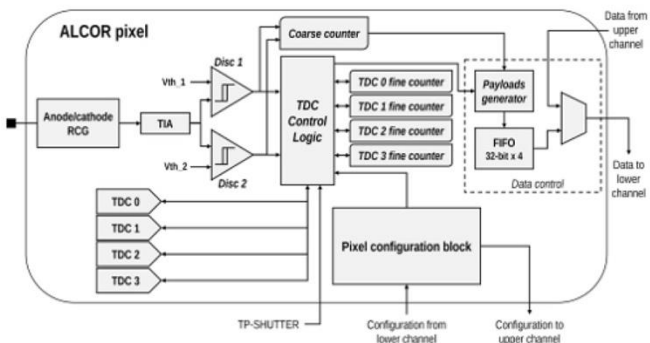 Data from
upper
channel
ALCOR pixel
Coarse counter
Disc 1
Vth_1
TDC
Control
Logic
TDC 0 fine counter
TDC 1 fine counter
TDC 2 fine counter
TDC 3 fine counter
Payloads
generator
Anode/cathode
RCG
TIA
FIFO
32-bit x 4
Vth_2
Disc 2
Data control
Data to
lower
channel
TDC 0
TDC 1
TDC 2
TDC 3
Pixel configuration block
TP-SHUTTER
Configuration from
lower channel
Configuration to
upper channel